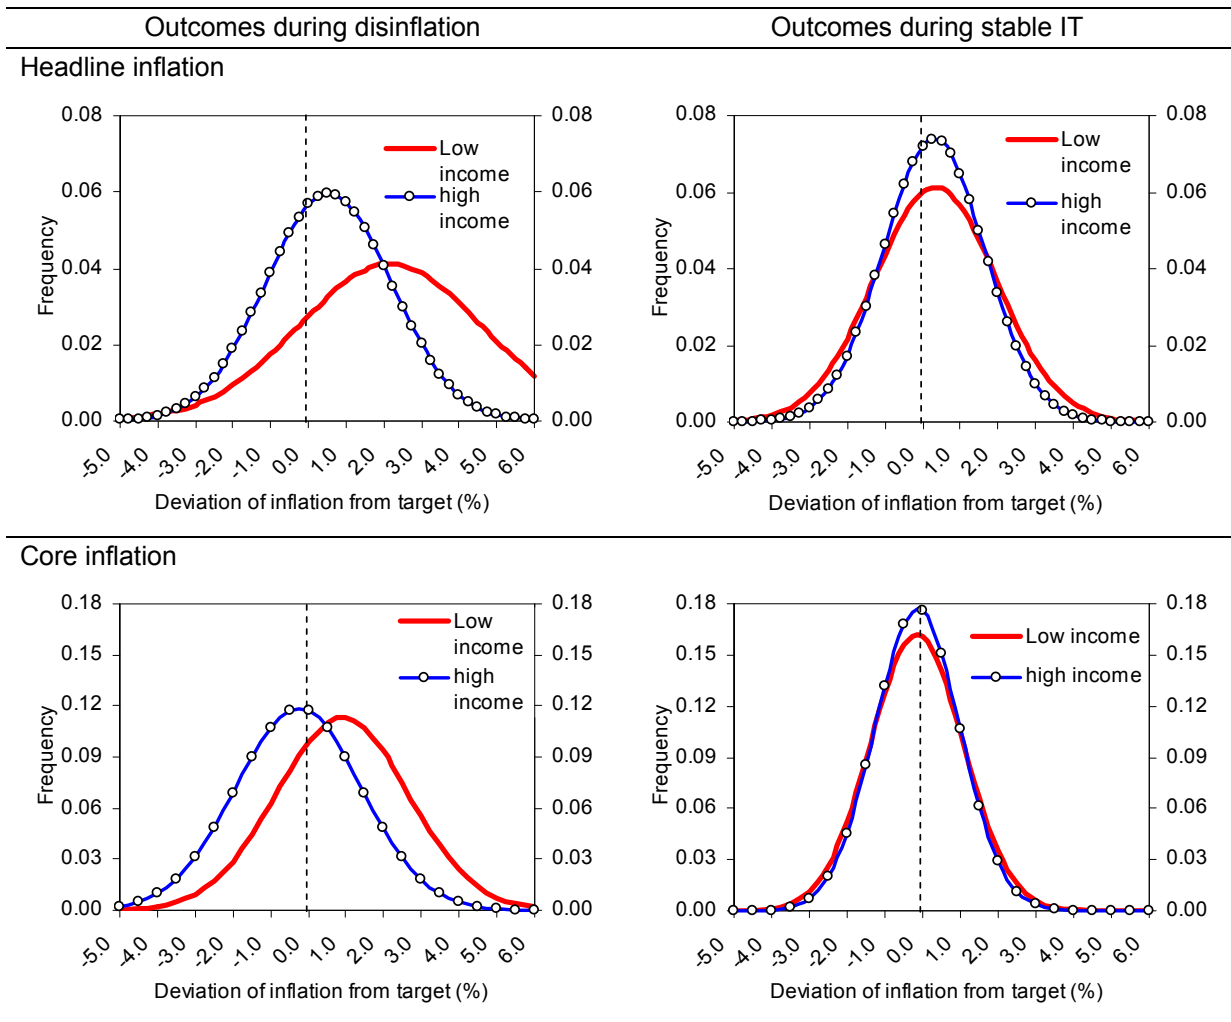 Outcomes during disinflation
Outcomes during stable IT
Headline inflation
0.08
0.06
0.04
0.02
0.00
Frequency
Low
income
high
income
0.08
0.06
0.04
0.02
0.00
-5.0 -4.0 -3.0 -2.0 -1.0 0.0 1.0 2.0 3.0 4.0 5.0 6.0
Deviation of inflation from target (%)
0.08
0.06
0.04
0.02
0.00
Frequency
Low
income
high
income
0.08
0.06
0.04
0.02
0.00
-5.0 -4.0 -3.0 -2.0 -1.0 0.0 1.0 2.0 3.0 4.0 5.0 6.0
Deviation of inflation from target (%)
Core inflation
0.18
0.15
0.12
0.09
0.06
0.03
0.00
Frequency
Low
income
high
income
0.18
0.15
0.12
0.09
0.06
0.03
0.00
-5.0 -4.0 -3.0 -2.0 -1.0 0.0 1.0 2.0 3.0 4.0 5.0 6.0
Deviation of inflation from target (%)
0.18
0.15
0.12
0.09
0.06
0.03
0.00
Frequency
Low income
high income
0.18
0.15
0.12
0.09
0.06
0.03
0.00
-5.0 -4.0 -3.0 -2.0 -1.0 0.0 1.0 2.0 3.0 4.0 5.0 6.0
Deviation of inflation from target (%)